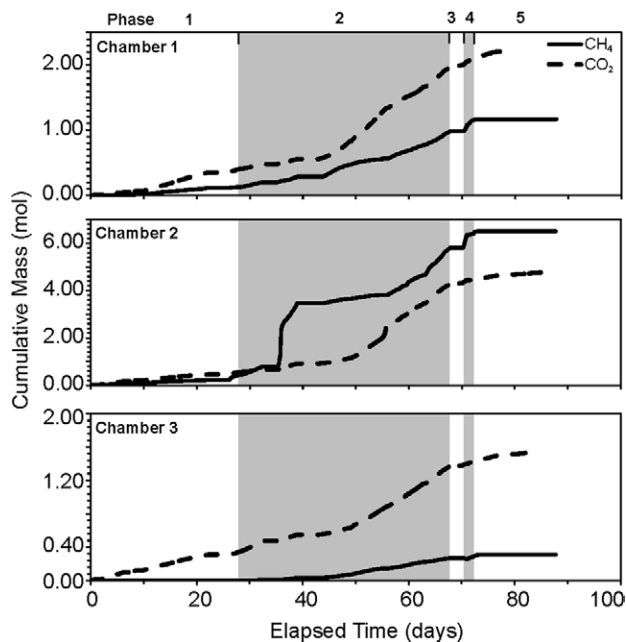 Phase 1 2 3 4 5
Chamber 1
CH₄
CO₂
2.00
1.00
0.00
Chamber 2
6.00
4.00
2.00
0.00
Chamber 3
2.00
1.20
0.40
0.00
Cumulative Mass (mol)
0 20 40 60 80 100
Elapsed Time (days)